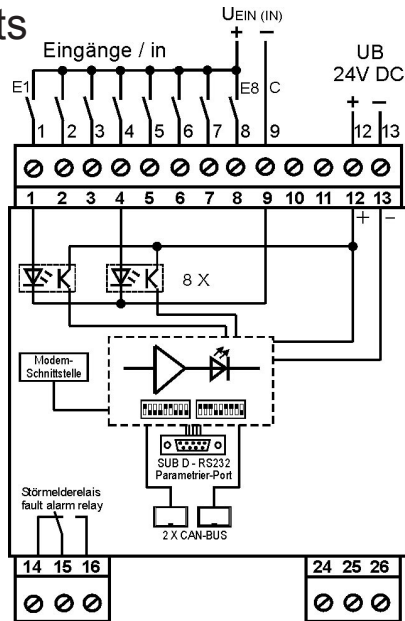 ts
UEIN (IN)
+ −
Eingänge / in
UB
24V DC
E1 E8 C + −
1 2 3 4 5 6 7 8 9 12 13
1 2 3 4 5 6 7 8 9 10 11 12 13
+ −
8 X
Modem-
Schnittstelle
SUB D - RS232
Parametrier-Port
Störmelderelais
fault alarm relay
2 X CAN-BUS
14 15 16 24 25 26